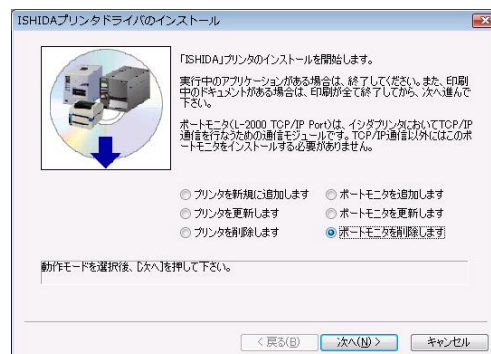 ISHIDAプリンタドライバのインストール
「ISHIDA」プリンタのインストールを開始します。
実行中のアプリケーションがある場合は、終了してください。また、印刷
中のドキュメントがある場合は、印刷が全て終了してから、次へ進んで
下さい。
ポートモニタ(L-2000 TCP/IP Port)は、イシダプリンタにおいてTCP/IP
通信を行なうための通信モジュールです。TCP/IP通信以外にはこのポ
ートモニタをインストールする必要がありません。
プリンタを新規に追加します ポートモニタを追加します
プリンタを更新します ポートモニタを更新します
プリンタを削除します ポートモニタを削除します
動作モードを選択後、[次へ]を押して下さい。
< 戻る(B) 次へ(N) > キャンセル